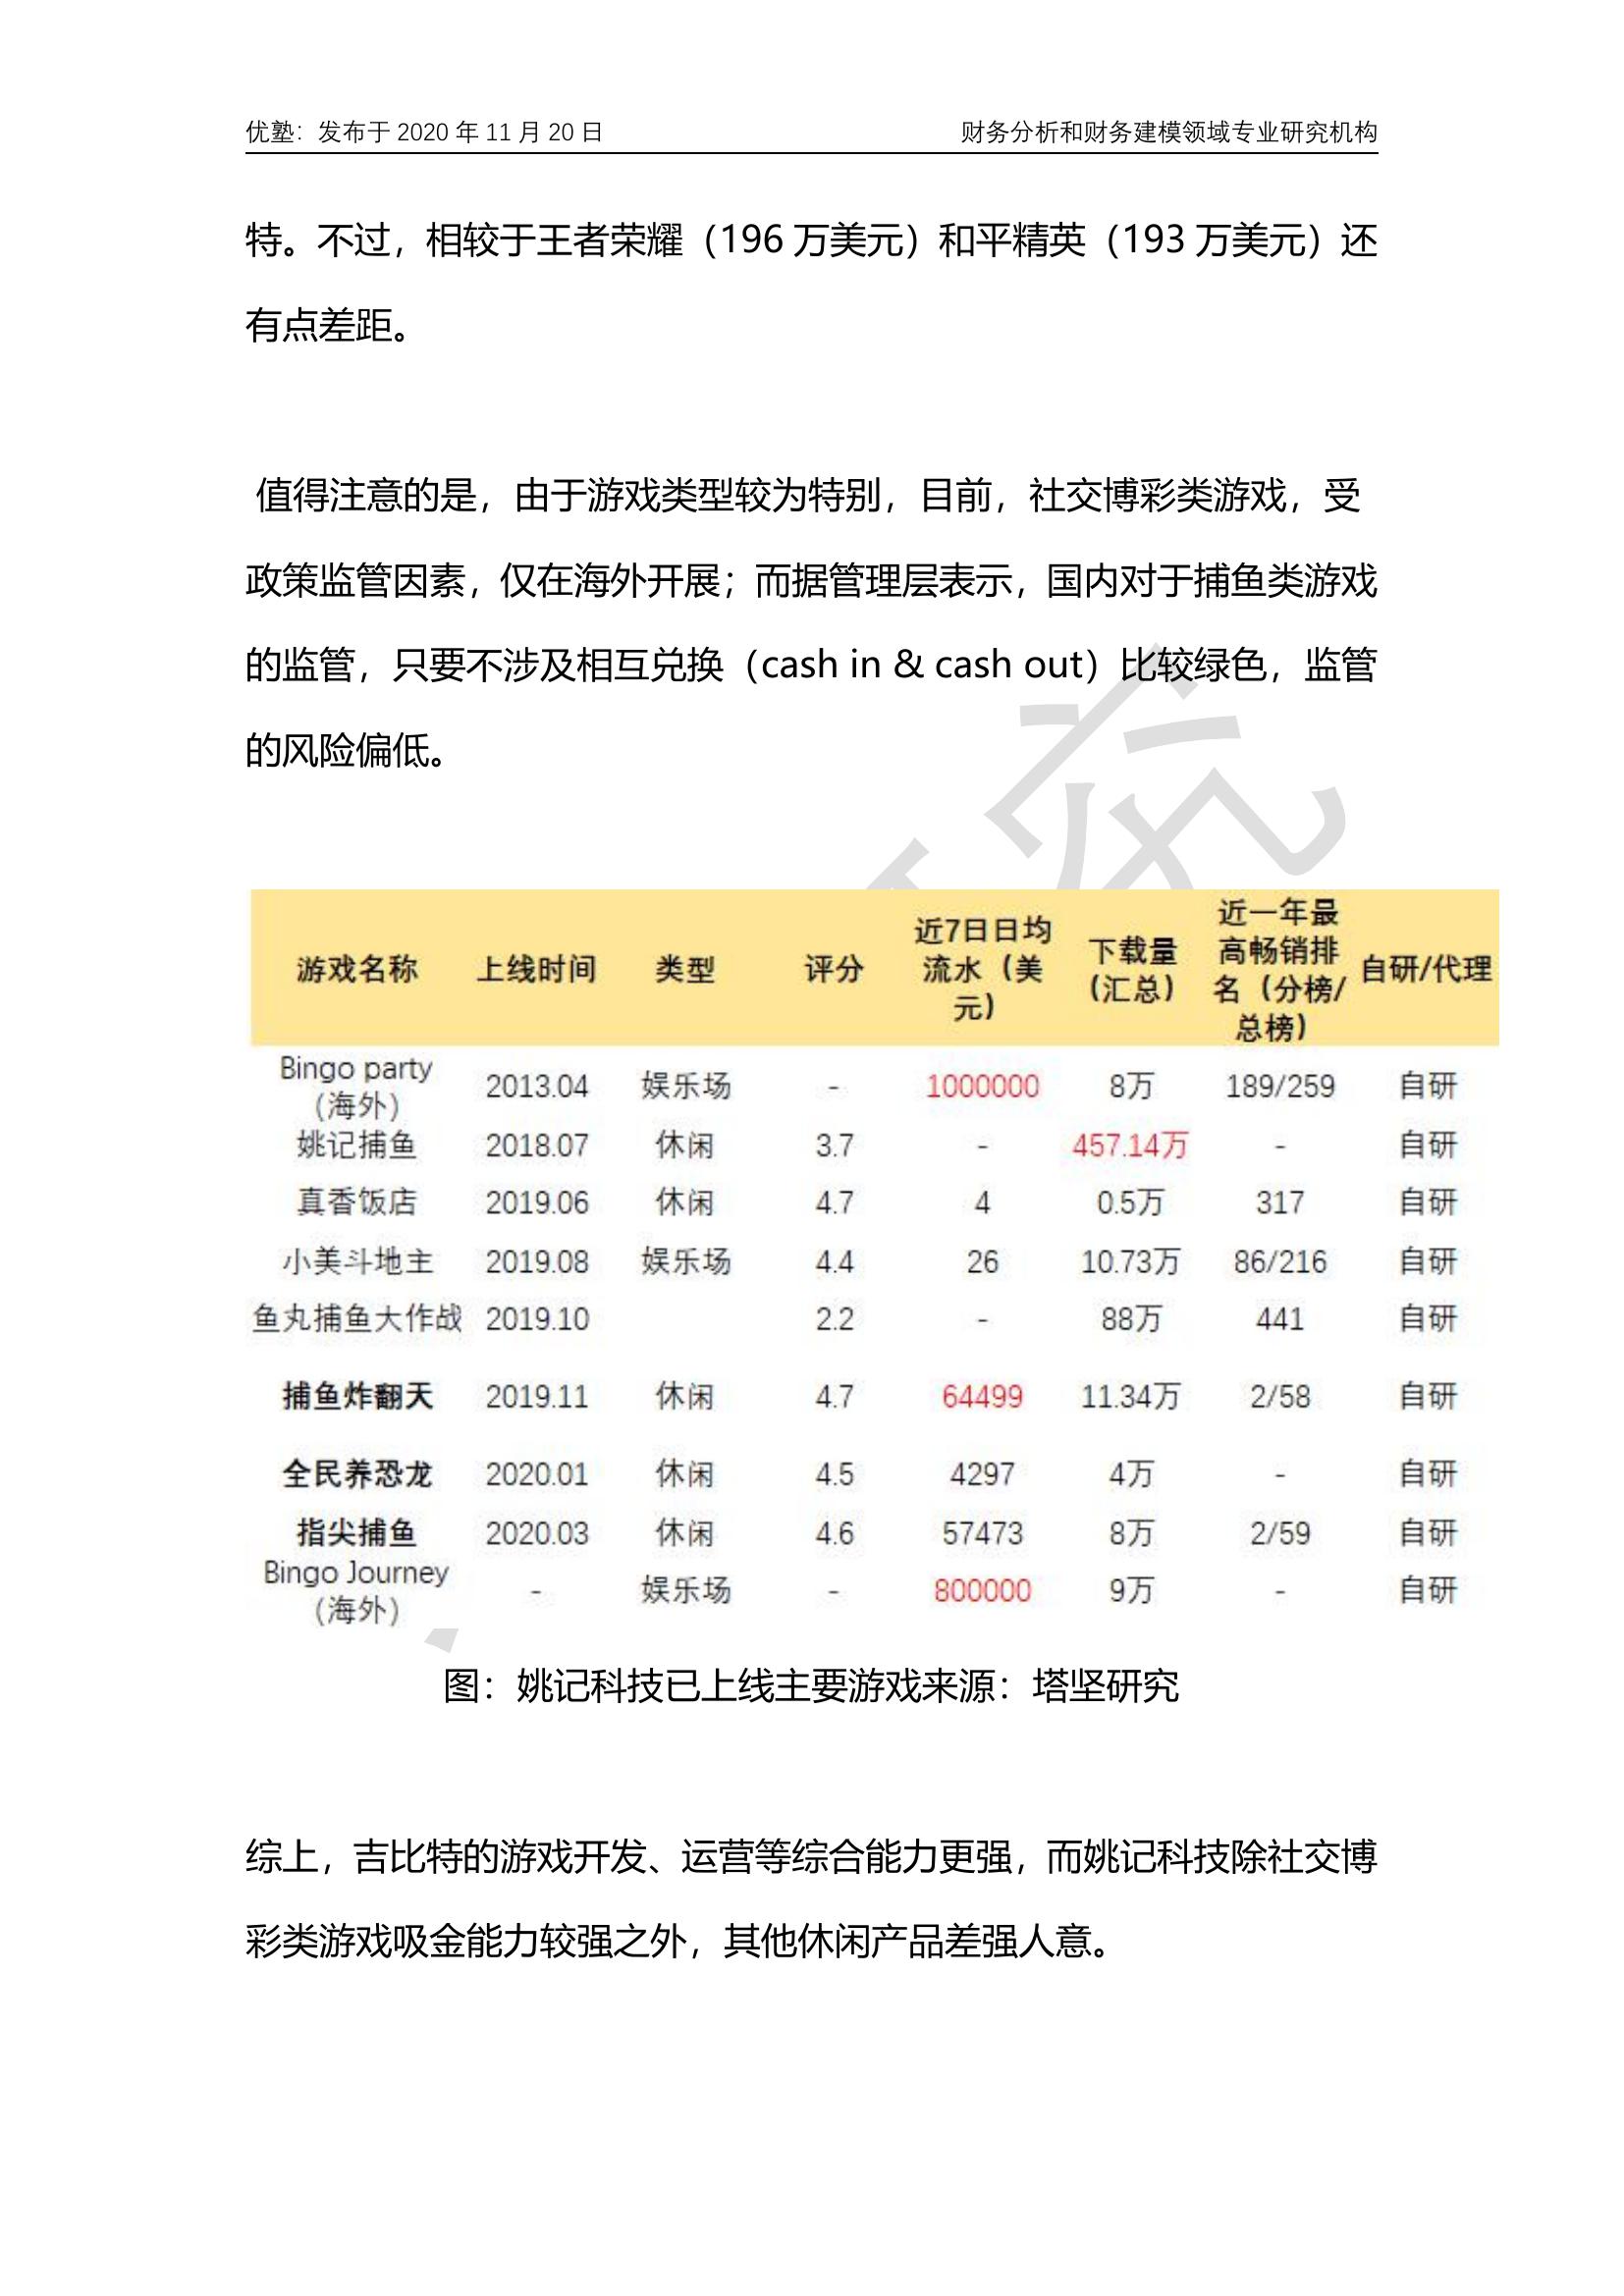 优塾：发布于 2020 年 11 月 20 日 财务分析和财务建模领域专业研究机构
特。不过，相较于王者荣耀（196 万美元）和平精英（193 万美元）还
有点差距。
值得注意的是，由于游戏类型较为特别，目前，社交博彩类游戏，受
政策监管因素，仅在海外开展；而据管理层表示，国内对于捕鱼类游戏
的监管，只要不涉及相互兑换（cash in & cash out）比较绿色，监管
的风险偏低。
游戏名称 上线时间 类型 评分 近7日日均流水（美元） 下载量（汇总） 近一年最高畅销排名（分榜/总榜） 自研/代理
Bingo party（海外） 2013.04 娱乐场 - 1000000 8万 189/259 自研
姚记捕鱼 2018.07 休闲 3.7 - 457.14万 - 自研
真香饭店 2019.06 休闲 4.7 4 0.5万 317 自研
小美斗地主 2019.08 娱乐场 4.4 26 10.73万 86/216 自研
鱼丸捕鱼大作战 2019.10 2.2 - 88万 441 自研
捕鱼炸翻天 2019.11 休闲 4.7 64499 11.34万 2/58 自研
全民养恐龙 2020.01 休闲 4.5 4297 4万 - 自研
指尖捕鱼 2020.03 休闲 4.6 57473 8万 2/59 自研
Bingo Journey（海外） - 娱乐场 - 800000 9万 - 自研
图：姚记科技已上线主要游戏来源：塔坚研究
综上，吉比特的游戏开发、运营等综合能力更强，而姚记科技除社交博
彩类游戏吸金能力较强之外，其他休闲产品差强人意。